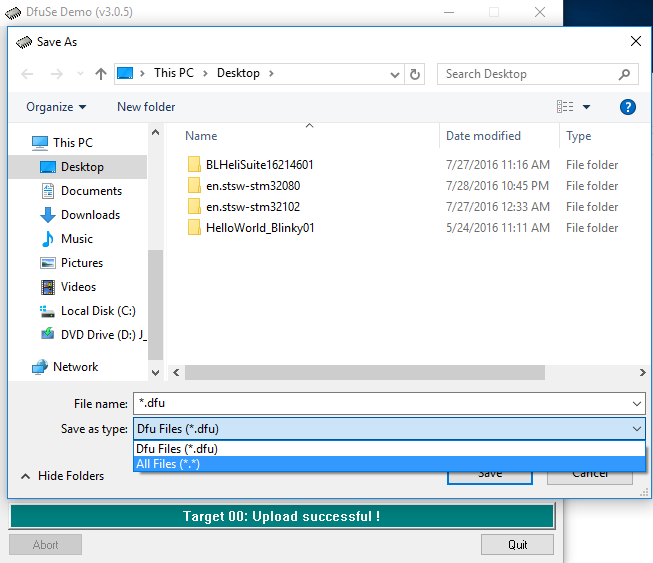 DfuSe Demo (v3.0.5)
Save As
This PC > Desktop >
Search Desktop
Organize
New folder
Name
Date modified
Type
This PC
Desktop
Documents
Downloads
Music
Pictures
Videos
Local Disk (C:)
DVD Drive (D:) J_
Network
BLHeliSuite16214601 7/27/2016 11:16 AM File folder
en.stsw-stm32080 7/28/2016 10:45 PM File folder
en.stsw-stm32102 7/27/2016 12:33 AM File folder
HelloWorld_Blinky01 5/24/2016 11:11 AM File folder
File name: *.dfu
Save as type: Dfu Files (*.dfu)
Dfu Files (*.dfu)
All Files (*.*)
Hide Folders
Save
Cancel
Target 00: Upload successful !
Abort
Quit